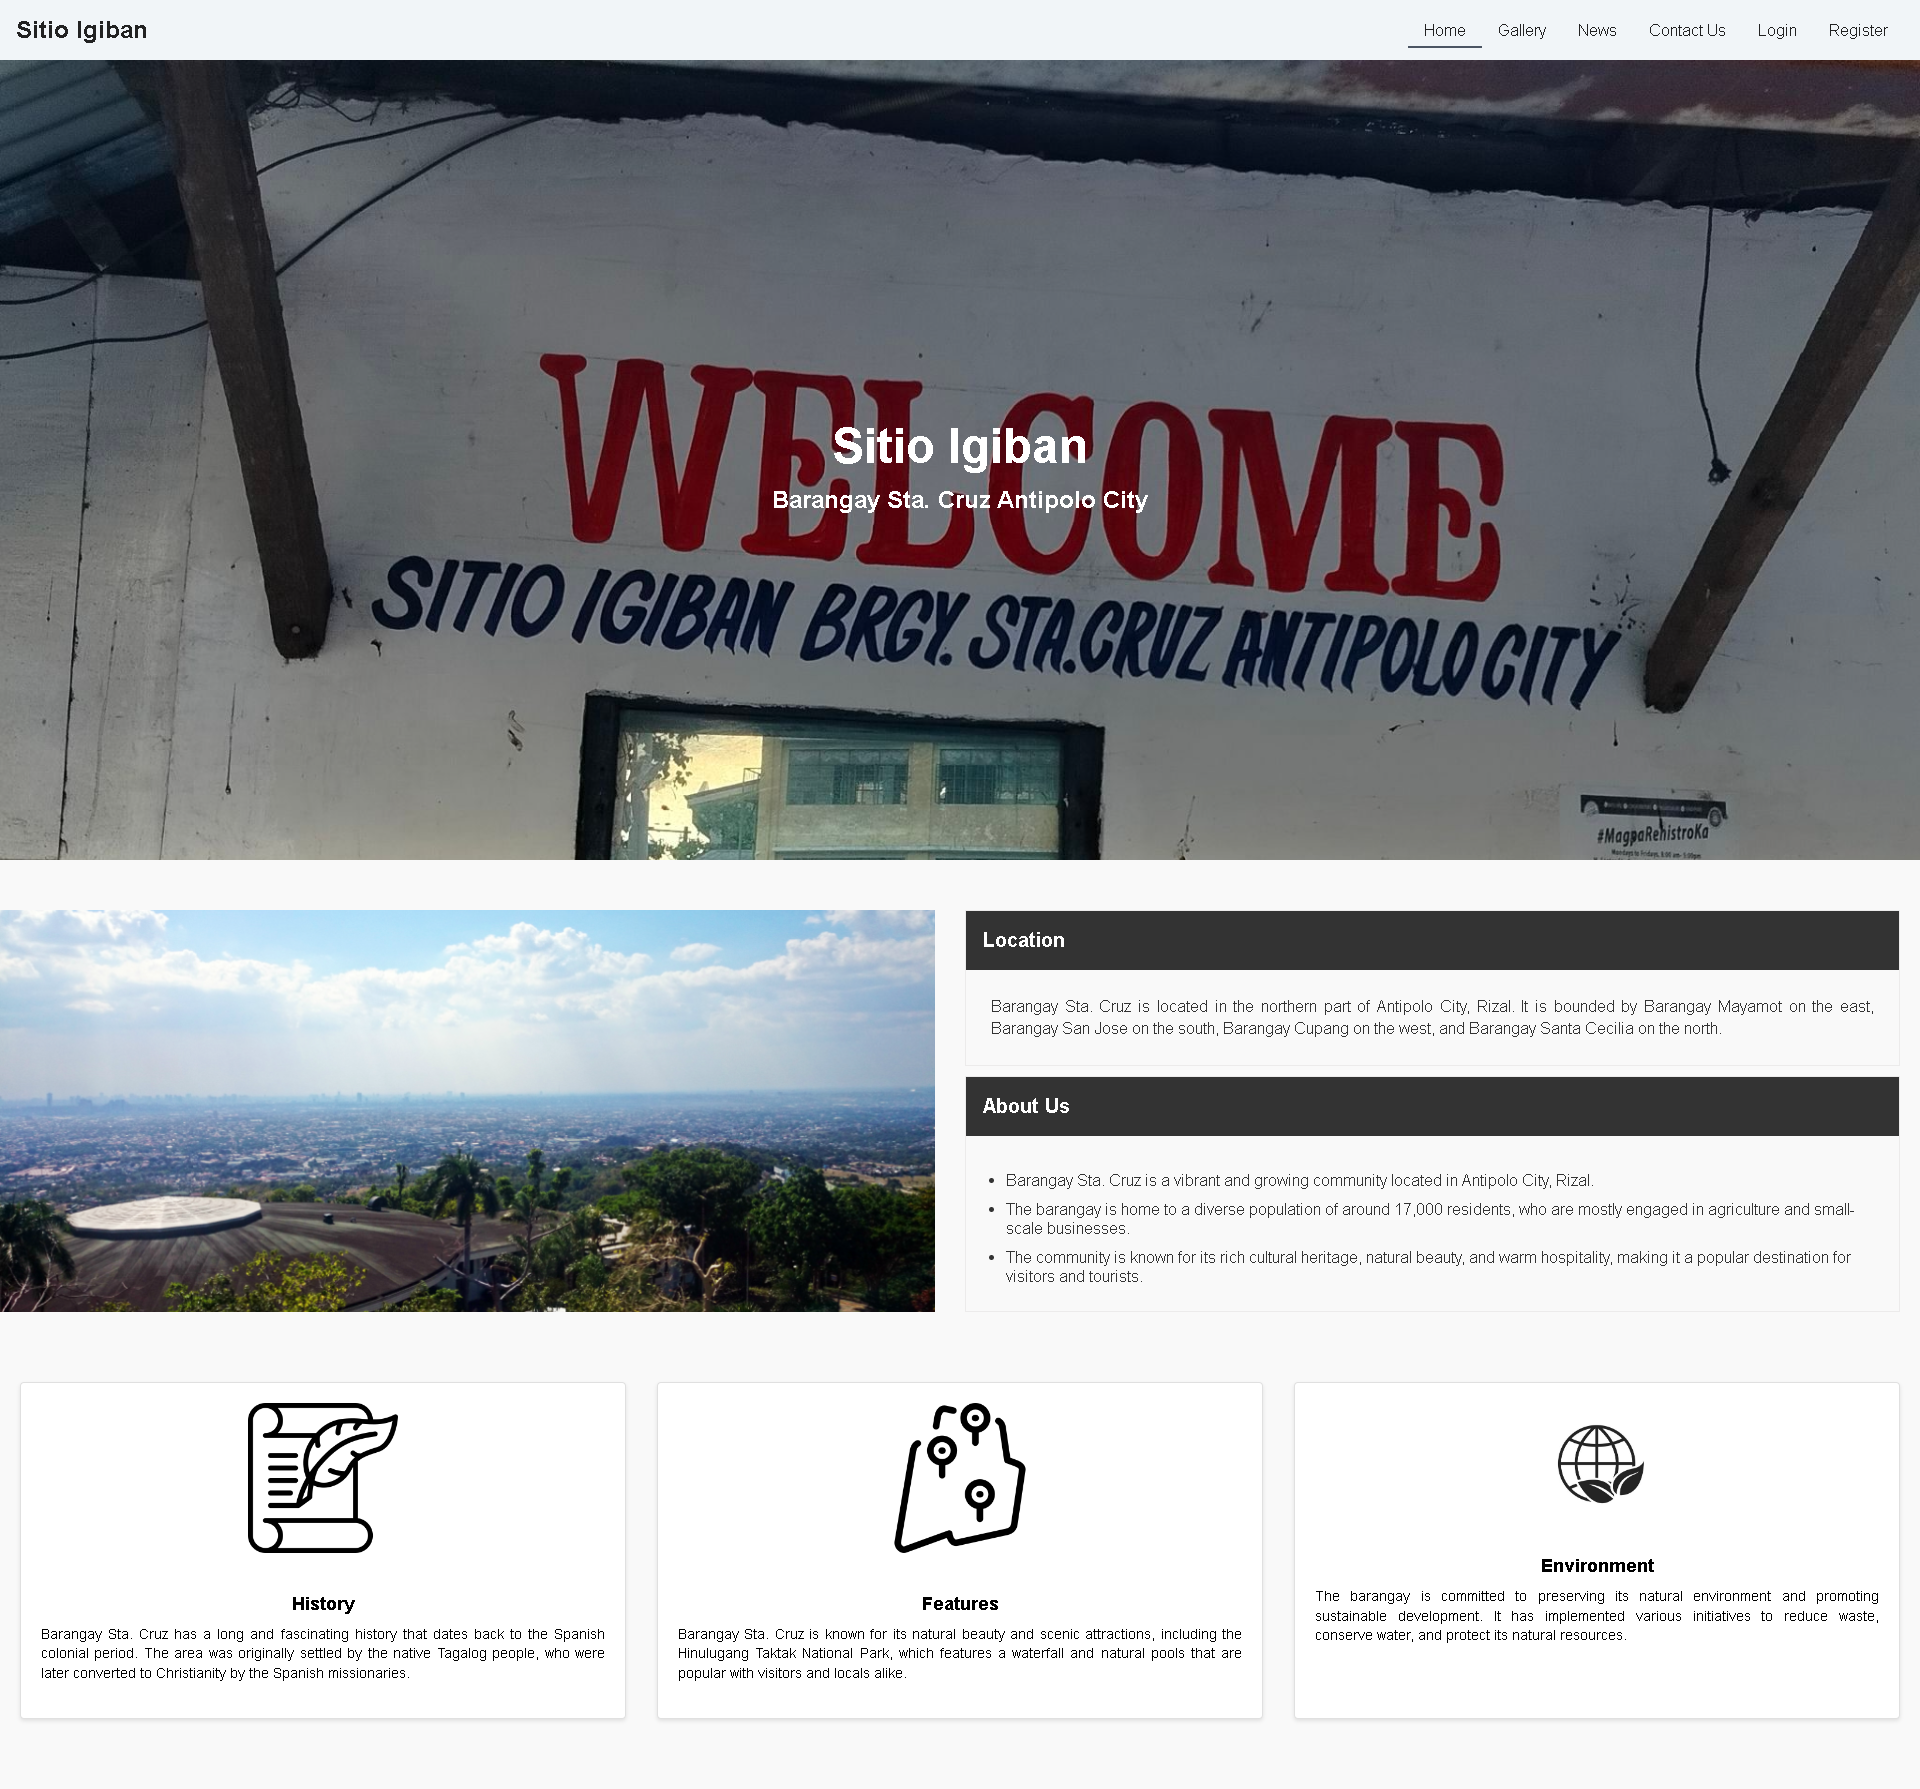 Sitio Igiban
Home Gallery News Contact Us Login Register
WELCOME
Sitio Igiban
Barangay Sta. Cruz Antipolo City
SITIO IGIBAN BRGY. STA. CRUZ ANTIPOLO CITY
#MagpaRehistroKa
Mondays to Fridays, 8:00 am - 5:00pm
Location
Barangay Sta. Cruz is located in the northern part of Antipolo City, Rizal. It is bounded by Barangay Mayamot on the east,
Barangay San Jose on the south, Barangay Cupang on the west, and Barangay Santa Cecilia on the north.
About Us
• Barangay Sta. Cruz is a vibrant and growing community located in Antipolo City, Rizal.
• The barangay is home to a diverse population of around 17,000 residents, who are mostly engaged in agriculture and small-
scale businesses.
• The community is known for its rich cultural heritage, natural beauty, and warm hospitality, making it a popular destination for
visitors and tourists.
History
Barangay Sta. Cruz has a long and fascinating history that dates back to the Spanish
colonial period. The area was originally settled by the native Tagalog people, who were
later converted to Christianity by the Spanish missionaries.
Features
Barangay Sta. Cruz is known for its natural beauty and scenic attractions, including the
Hinulugang Taktak National Park, which features a waterfall and natural pools that are
popular with visitors and locals alike.
Environment
The barangay is committed to preserving its natural environment and promoting
sustainable development. It has implemented various initiatives to reduce waste,
conserve water, and protect its natural resources.